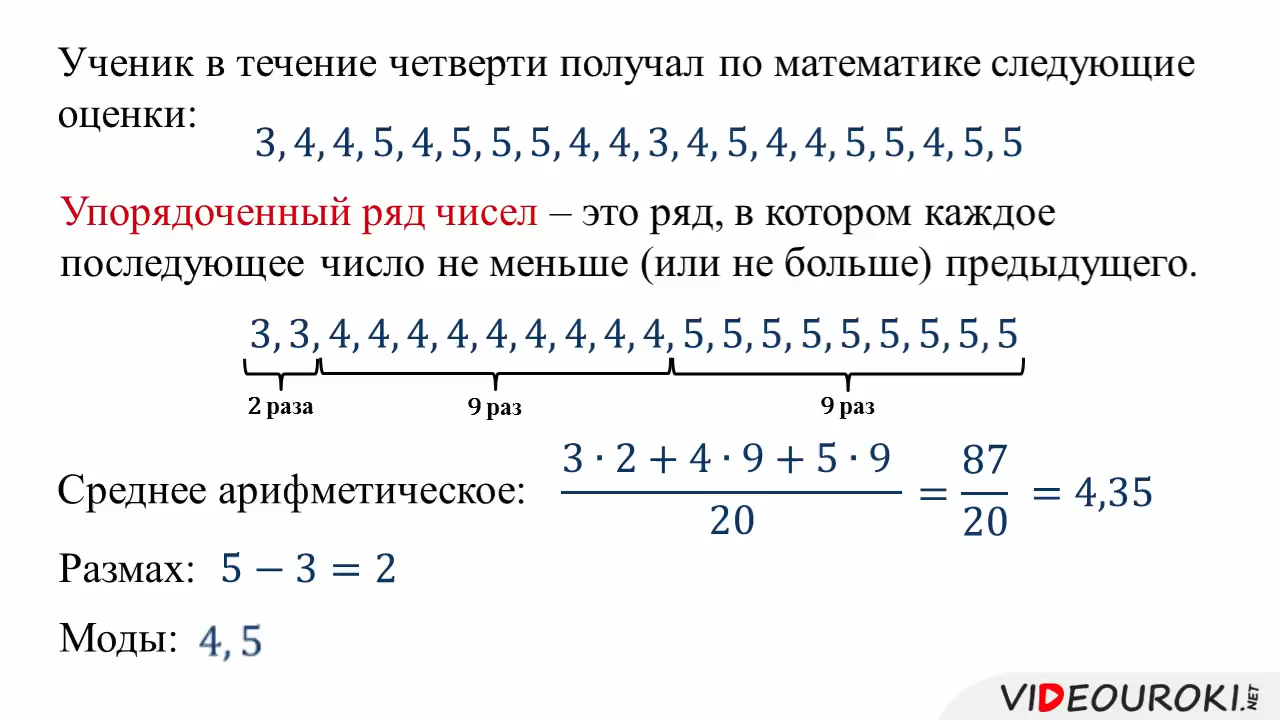 Ученик в течение четверти получал по математике следующие
оценки:
3, 4, 4, 5, 4, 5, 5, 5, 4, 4, 3, 4, 5, 4, 4, 5, 5, 4, 5, 5
Упорядоченный ряд чисел – это ряд, в котором каждое
последующее число не меньше (или не больше) предыдущего.
3, 3, 4, 4, 4, 4, 4, 4, 4, 4, 4, 5, 5, 5, 5, 5, 5, 5, 5, 5
2 раза 9 раз 9 раз
Среднее арифметическое: (3 · 2 + 4 · 9 + 5 · 9)/20 = 87/20 = 4,35
Размах: 5 − 3 = 2
Моды: 4, 5
VIDEOUROKI.NET